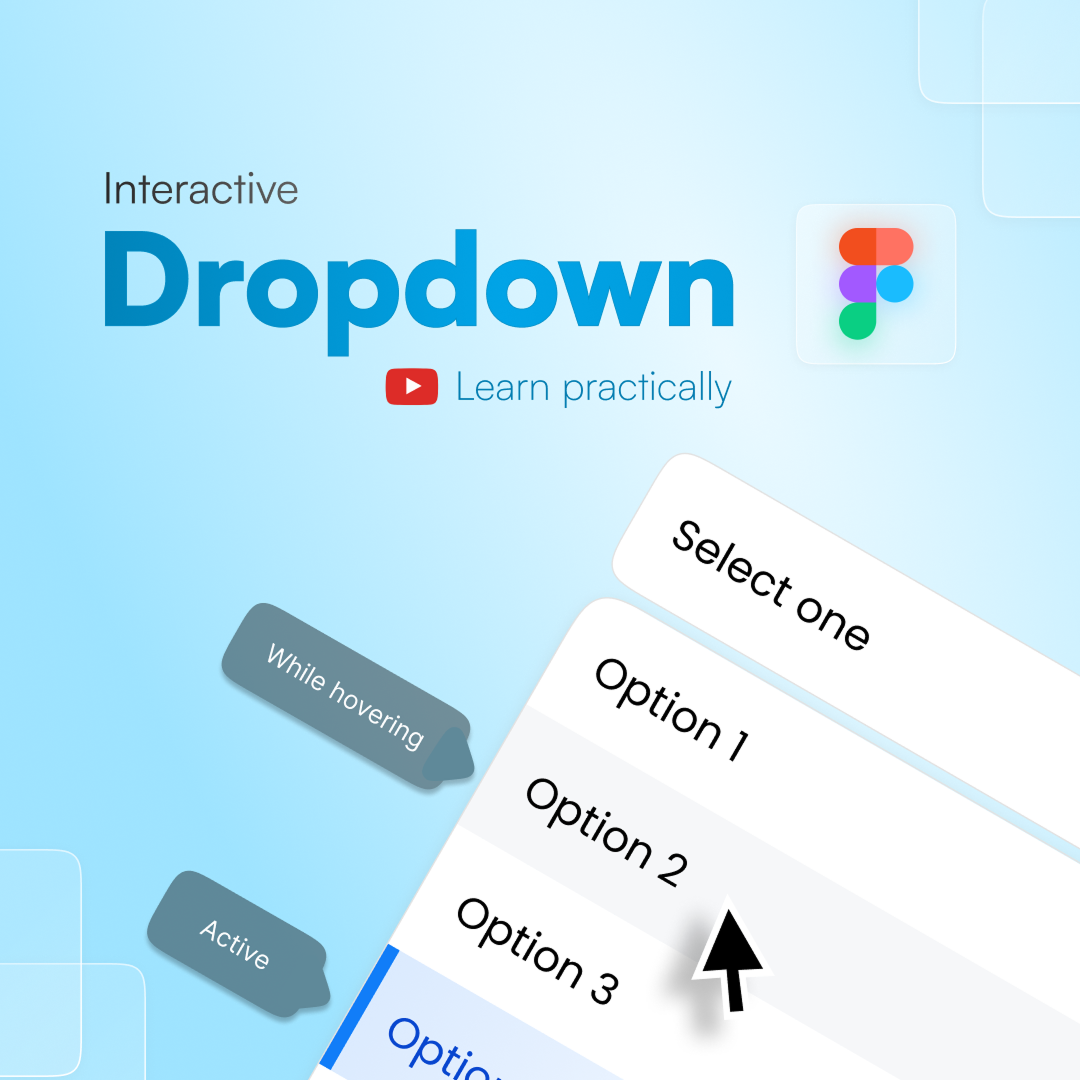 Interactive
Dropdown
Learn practically
Select one
Option 1
While hovering
Option 2
Option 3
Active